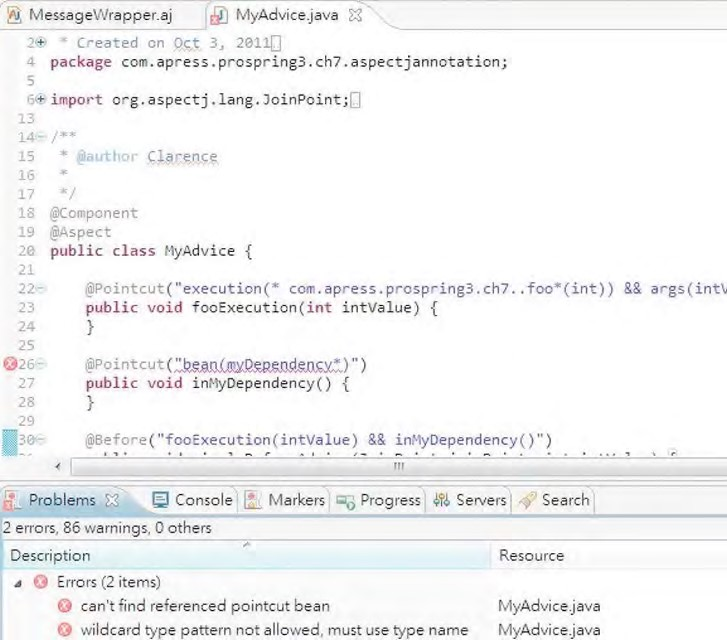 MessageWrapper.aj MyAdvice.java
2 * Created on Oct 3, 2011
4 package com.apress.prospring3.ch7.aspectjannotation;
5
6 import org.aspectj.lang.JoinPoint;
13
14 /**
15 * @author Clarence
16 *
17 */
18 @Component
19 @Aspect
20 public class MyAdvice {
21
22 @Pointcut("execution(* com.apress.prospring3.ch7..foo*(int)) && args(intV
23 public void fooExecution(int intValue) {
24 }
25
26 @Pointcut("bean(myDependency*)")
27 public void inMyDependency() {
28 }
29
30 @Before("fooExecution(intValue) && inMyDependency()")
Problems Console Markers Progress Servers Search
2 errors, 86 warnings, 0 others
Description Resource
Errors (2 items)
can't find referenced pointcut bean MyAdvice.java
wildcard type pattern not allowed, must use type name MyAdvice.java